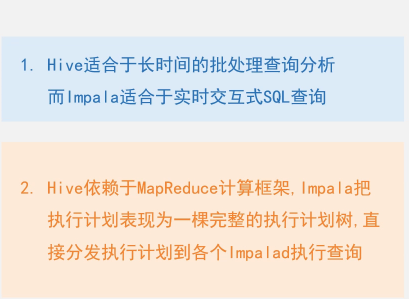 1. Hive适合于长时间的批处理查询分析
而Impala适合于实时交互式SQL查询
2. Hive依赖于MapReduce计算框架,Impala把
执行计划表现为一棵完整的执行计划树,直
接分发执行计划到各个Impalad执行查询